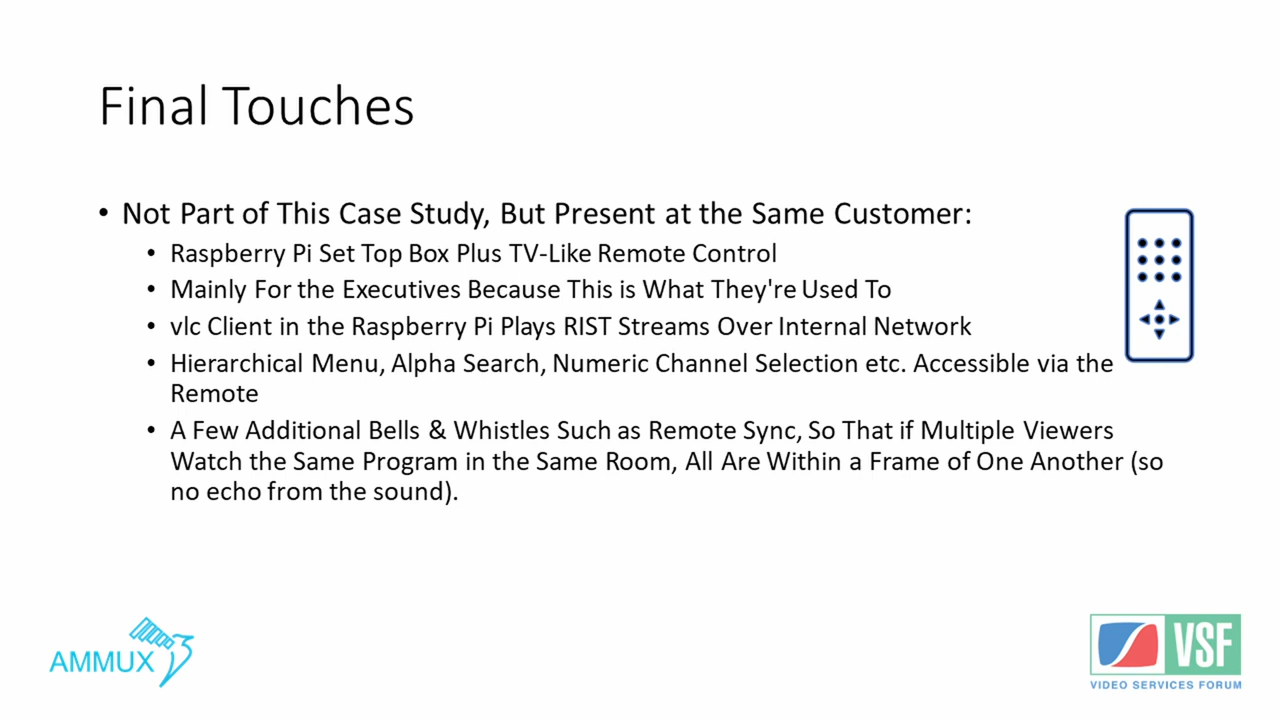 Final Touches
• Not Part of This Case Study, But Present at the Same Customer:
• Raspberry Pi Set Top Box Plus TV-Like Remote Control
• Mainly For the Executives Because This is What They're Used To
• vlc Client in the Raspberry Pi Plays RIST Streams Over Internal Network
• Hierarchical Menu, Alpha Search, Numeric Channel Selection etc. Accessible via the
Remote
• A Few Additional Bells & Whistles Such as Remote Sync, So That if Multiple Viewers
Watch the Same Program in the Same Room, All Are Within a Frame of One Another (so
no echo from the sound).
AMMUX
VSF
VIDEO SERVICES FORUM